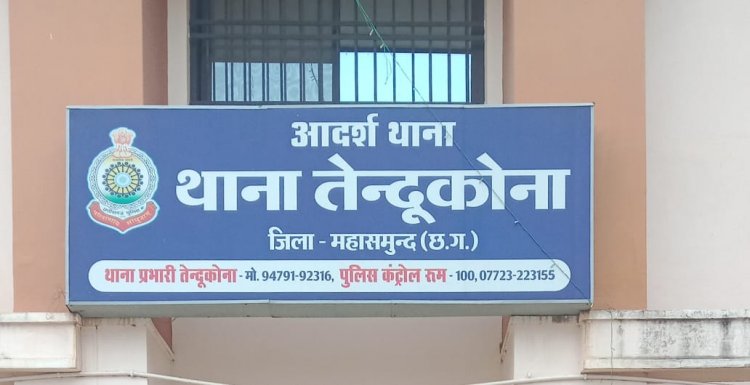 आदर्श थाना
थाना तेन्दूकोना
जिला - महासमुन्द (छ.ग.)
थाना प्रभारी तेन्दूकोना - मो. 94791-92316, पुलिस कंट्रोल रूम - 100, 07723-223155